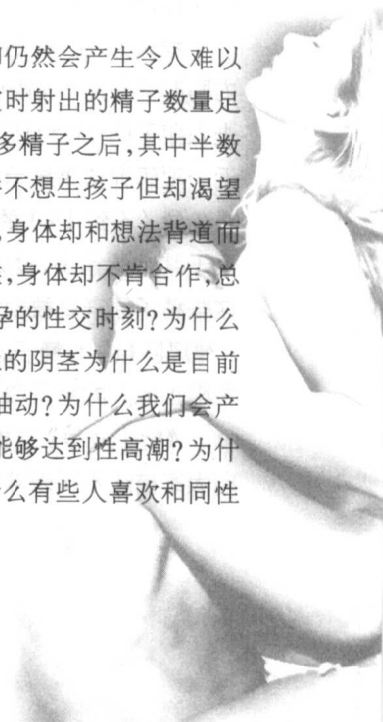 仍然会产生令人难以
时射出的精子数量足
多精子之后,其中半数
不想生孩子但却渴望
,身体却和想法背道而
,身体却不肯合作,总
孕的性交时刻?为什么
的阴茎为什么是目前
抽动?为什么我们会产
能够达到性高潮?为什
么有些人喜欢和同性